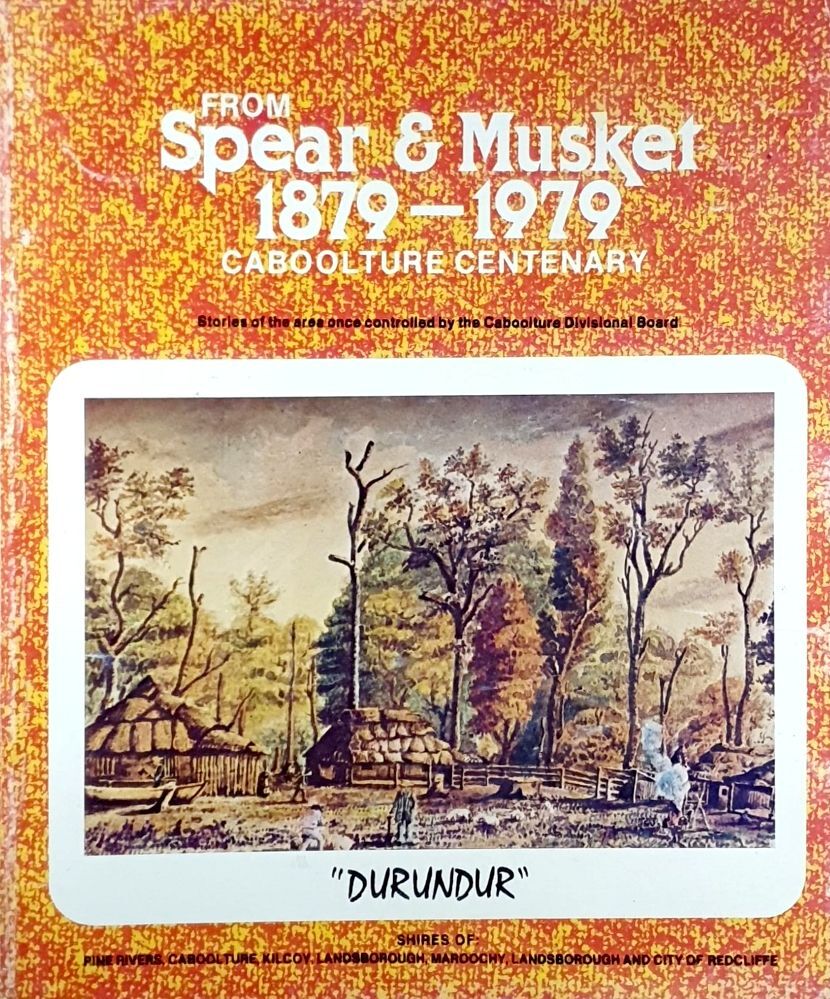 FROM
Spear & Musket
1879–1979
CABOOLTURE CENTENARY
Stories of the area once controlled by the Caboolture Divisional Board
"DURUNDUR"
SHIRES OF:
PINE RIVERS, CABOOLTURE, KILCOY, LANDSBOROUGH, MAROOCHY, LANDSBOROUGH AND CITY OF REDCLIFFE